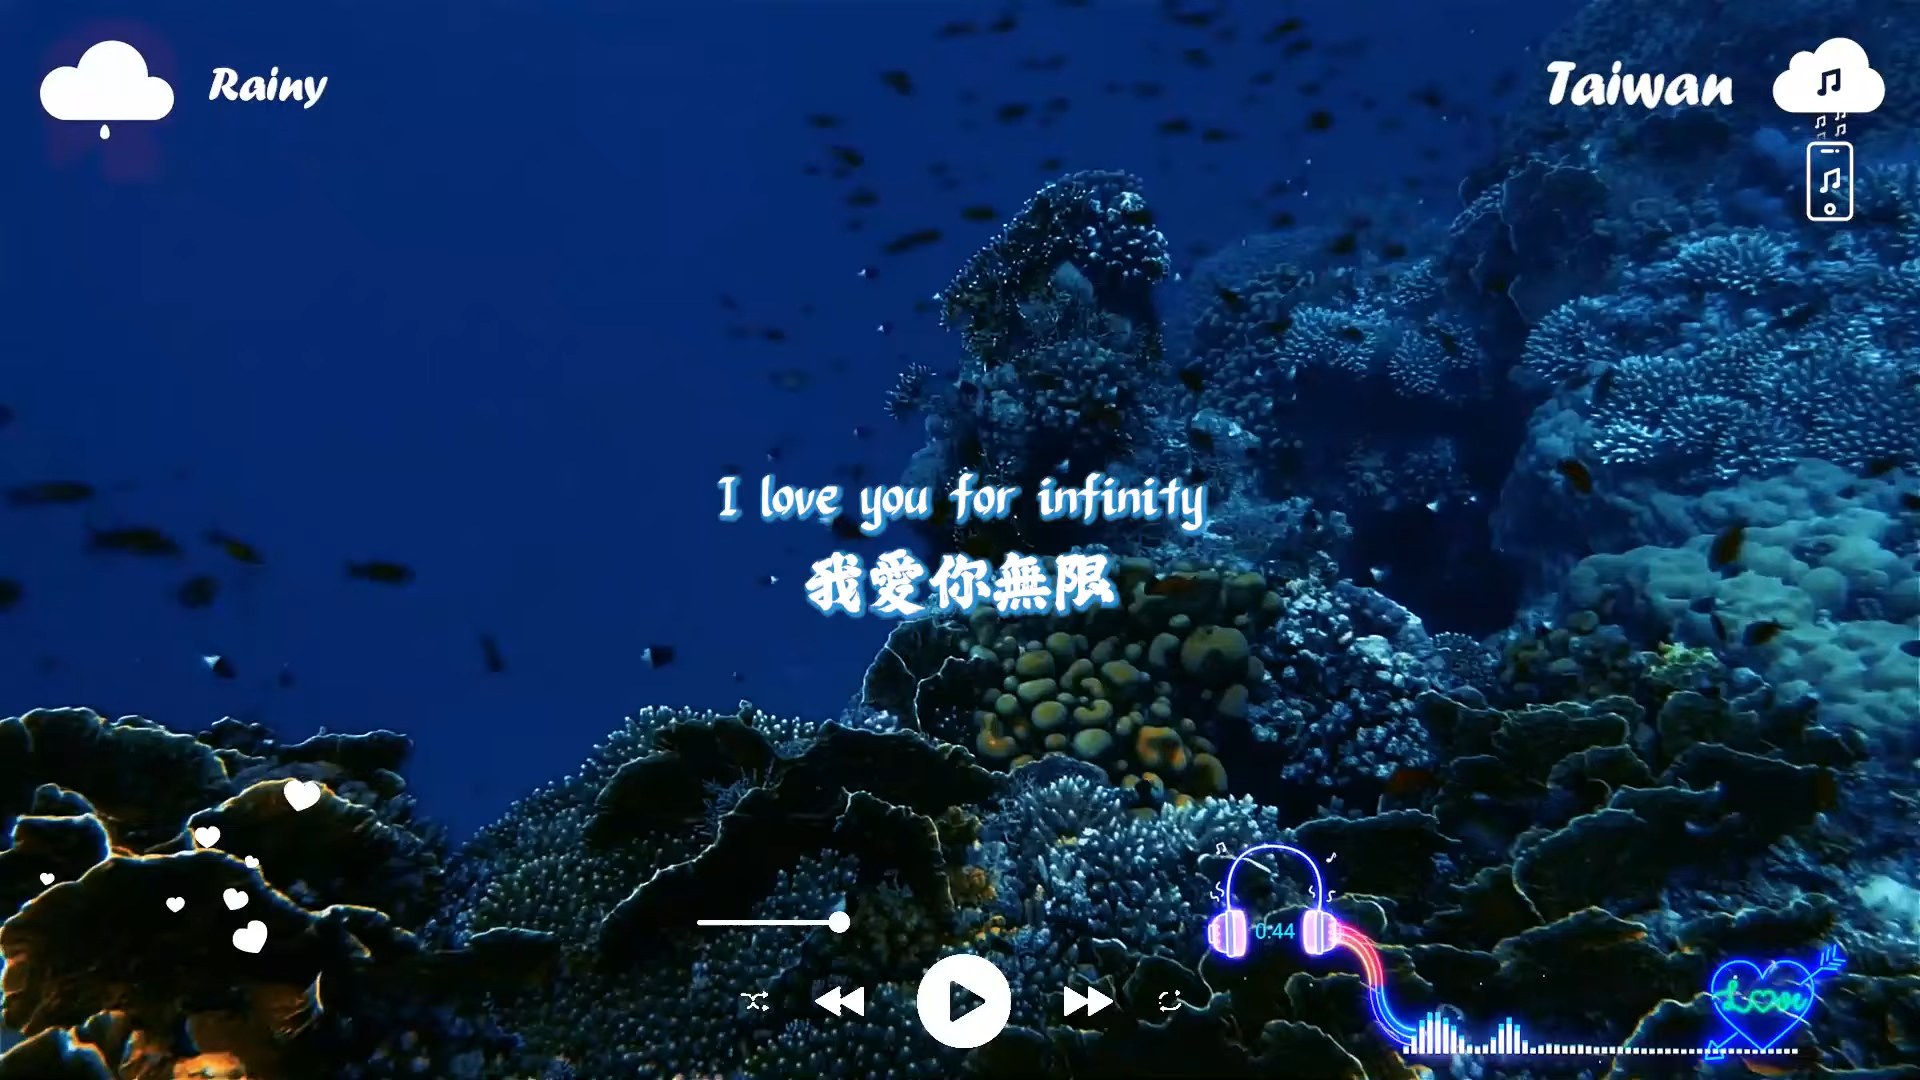 Rainy
Taiwan
I love you for infinity
我愛你無限
0:44
Love